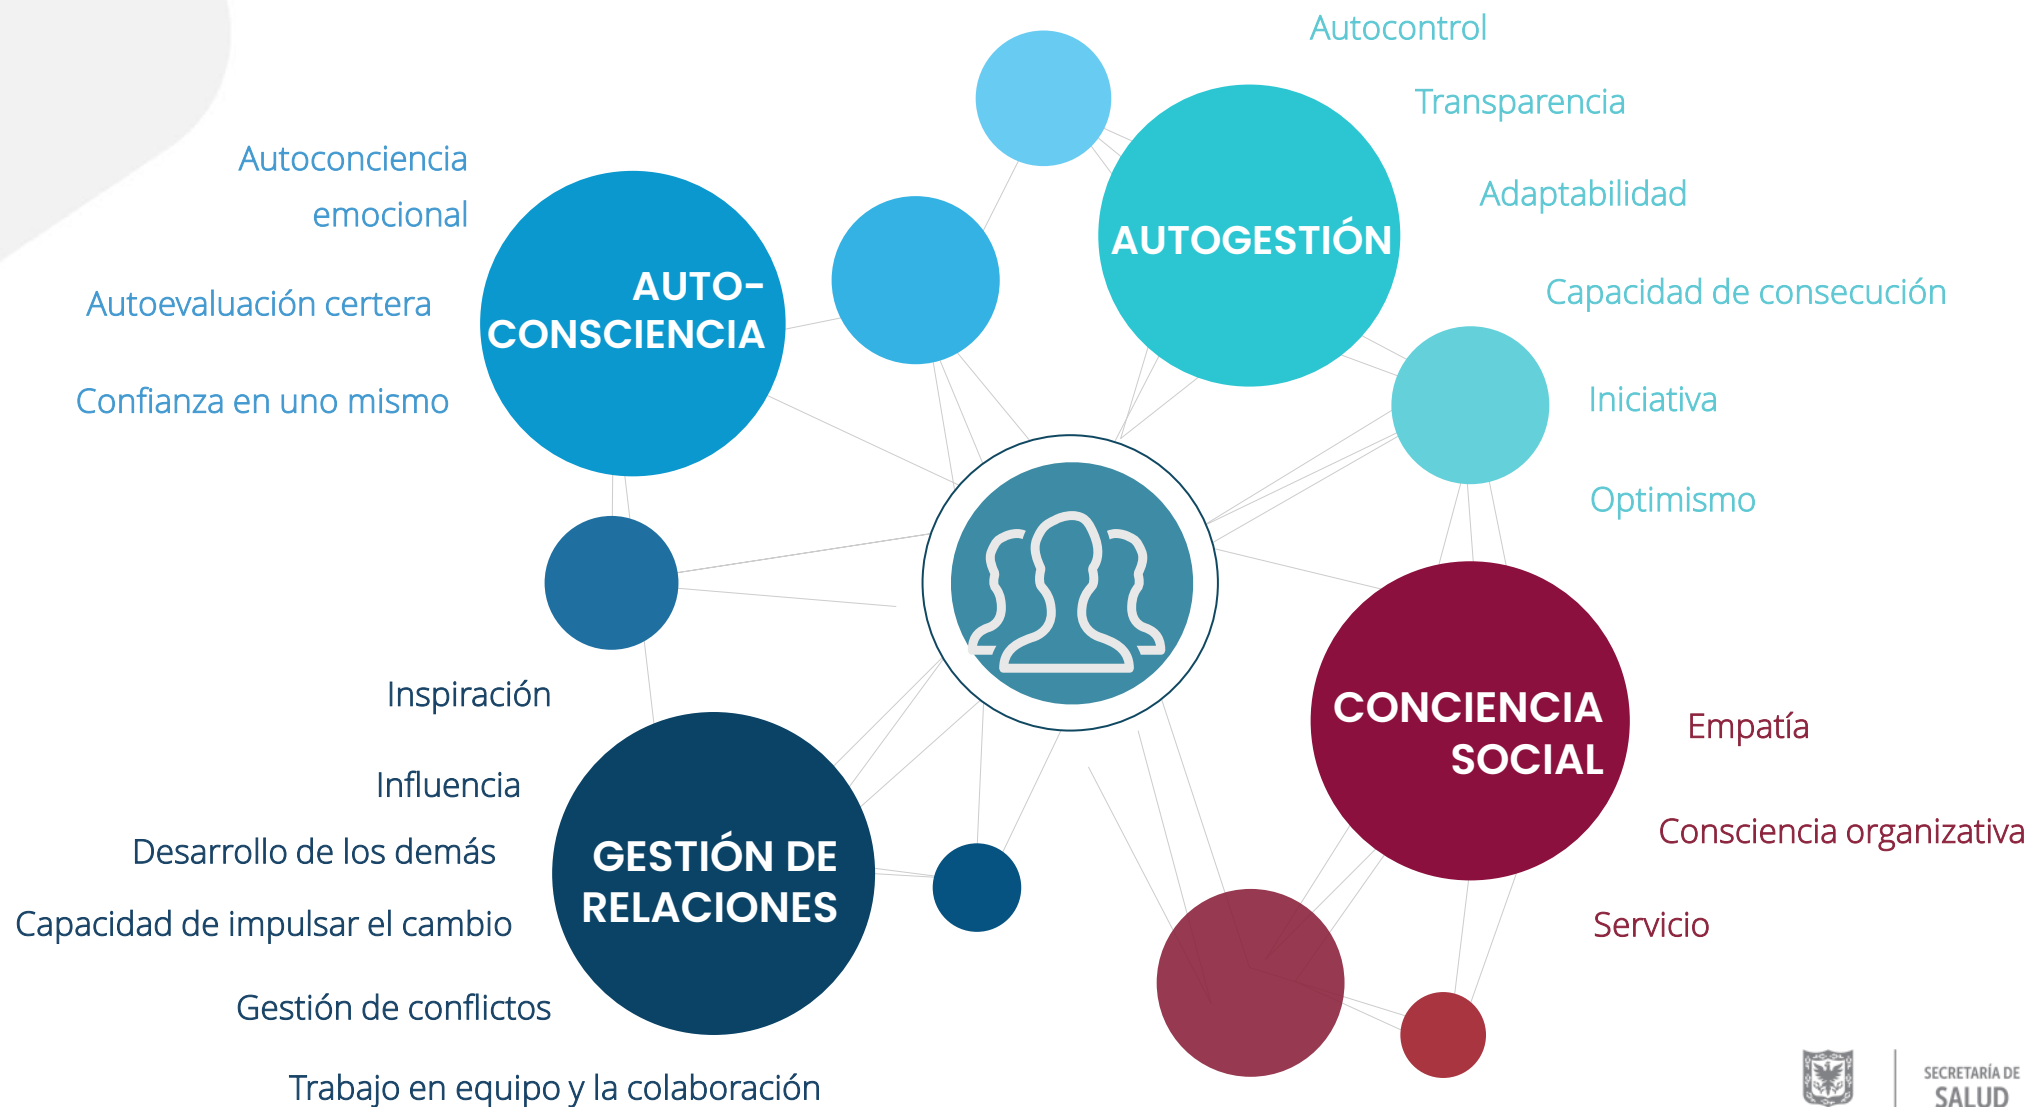 Autoconciencia
emocional
Autoevaluación certera
Confianza en uno mismo
AUTO-
CONSCIENCIA
Autocontrol
Transparencia
Adaptabilidad
Capacidad de consecución
Iniciativa
Optimismo
AUTOGESTIÓN
Inspiración
Influencia
Desarrollo de los demás
Capacidad de impulsar el cambio
Gestión de conflictos
Trabajo en equipo y la colaboración
GESTIÓN DE
RELACIONES
CONCIENCIA
SOCIAL
Empatía
Consciencia organizativa
Servicio
SECRETARÍA DE
SALUD